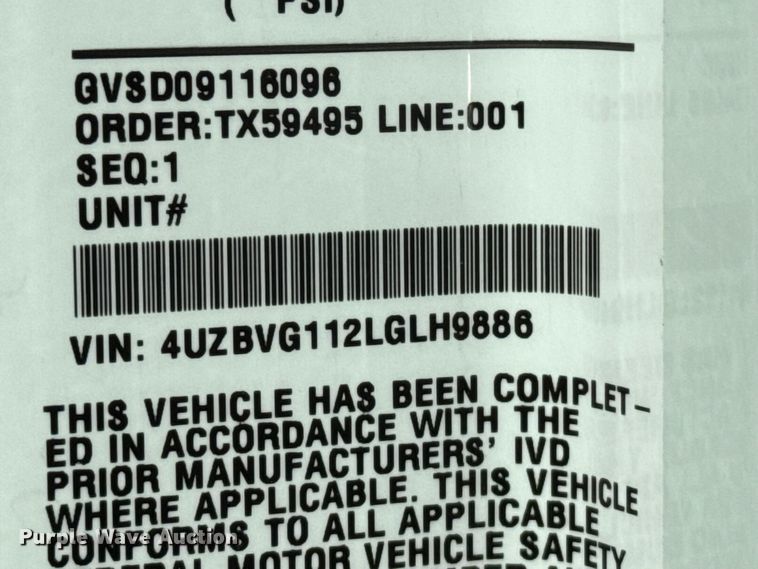 ( PSI)
GVSD09116096
ORDER:TX59495 LINE:001
SEQ:1
UNIT#
VIN: 4UZBVG112LGLH9886
THIS VEHICLE HAS BEEN COMPLET-
ED IN ACCORDANCE WITH THE
PRIOR MANUFACTURERS' IVD
WHERE APPLICABLE. THIS VEHICLE
CONFORMS TO ALL APPLICABLE
MOTOR VEHICLE SAFETY
Purple Wave Auction